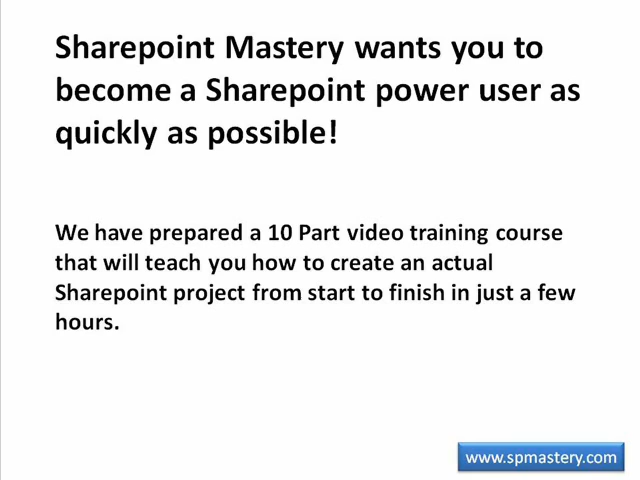 Sharepoint Mastery wants you to
become a Sharepoint power user as
quickly as possible!
We have prepared a 10 Part video training course
that will teach you how to create an actual
Sharepoint project from start to finish in just a few
hours.
www.spmastery.com